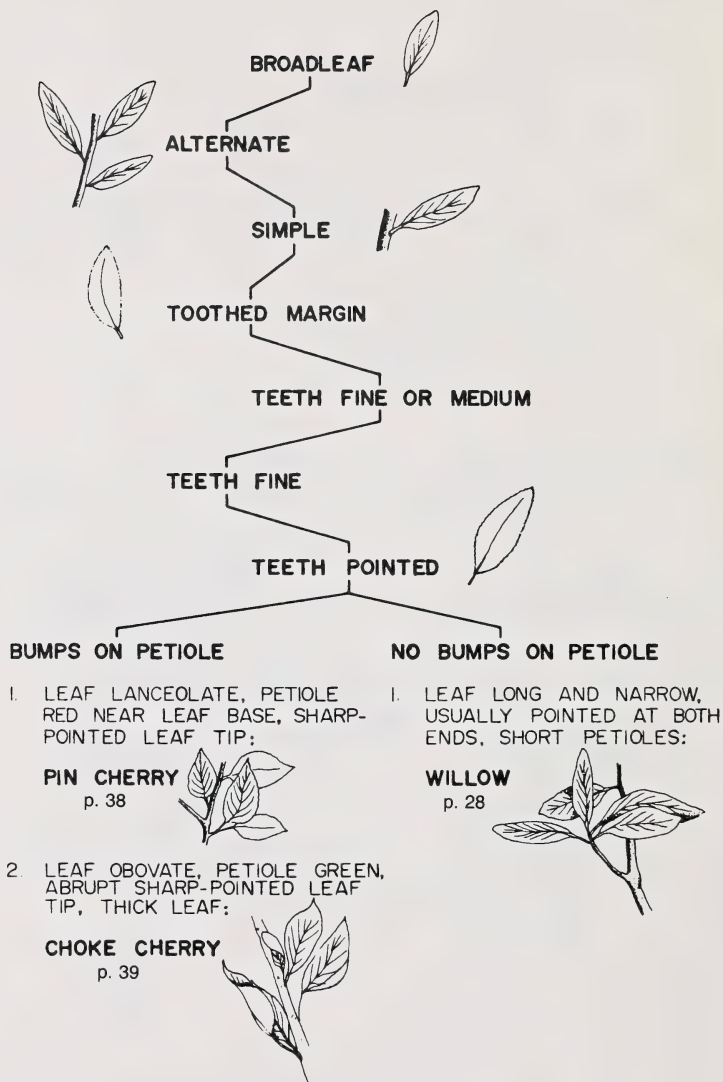 BROADLEAF
ALTERNATE
SIMPLE
TOOTHED MARGIN
TEETH FINE OR MEDIUM
TEETH FINE
TEETH POINTED
BUMPS ON PETIOLE
1. LEAF LANCEOLATE, PETIOLE
RED NEAR LEAF BASE, SHARP-
POINTED LEAF TIP:
PIN CHERRY
p. 38
2. LEAF OBOVATE, PETIOLE GREEN,
ABRUPT SHARP-POINTED LEAF
TIP, THICK LEAF:
CHOKE CHERRY
p. 39
NO BUMPS ON PETIOLE
1. LEAF LONG AND NARROW,
USUALLY POINTED AT BOTH
ENDS, SHORT PETIOLES:
WILLOW
p. 28